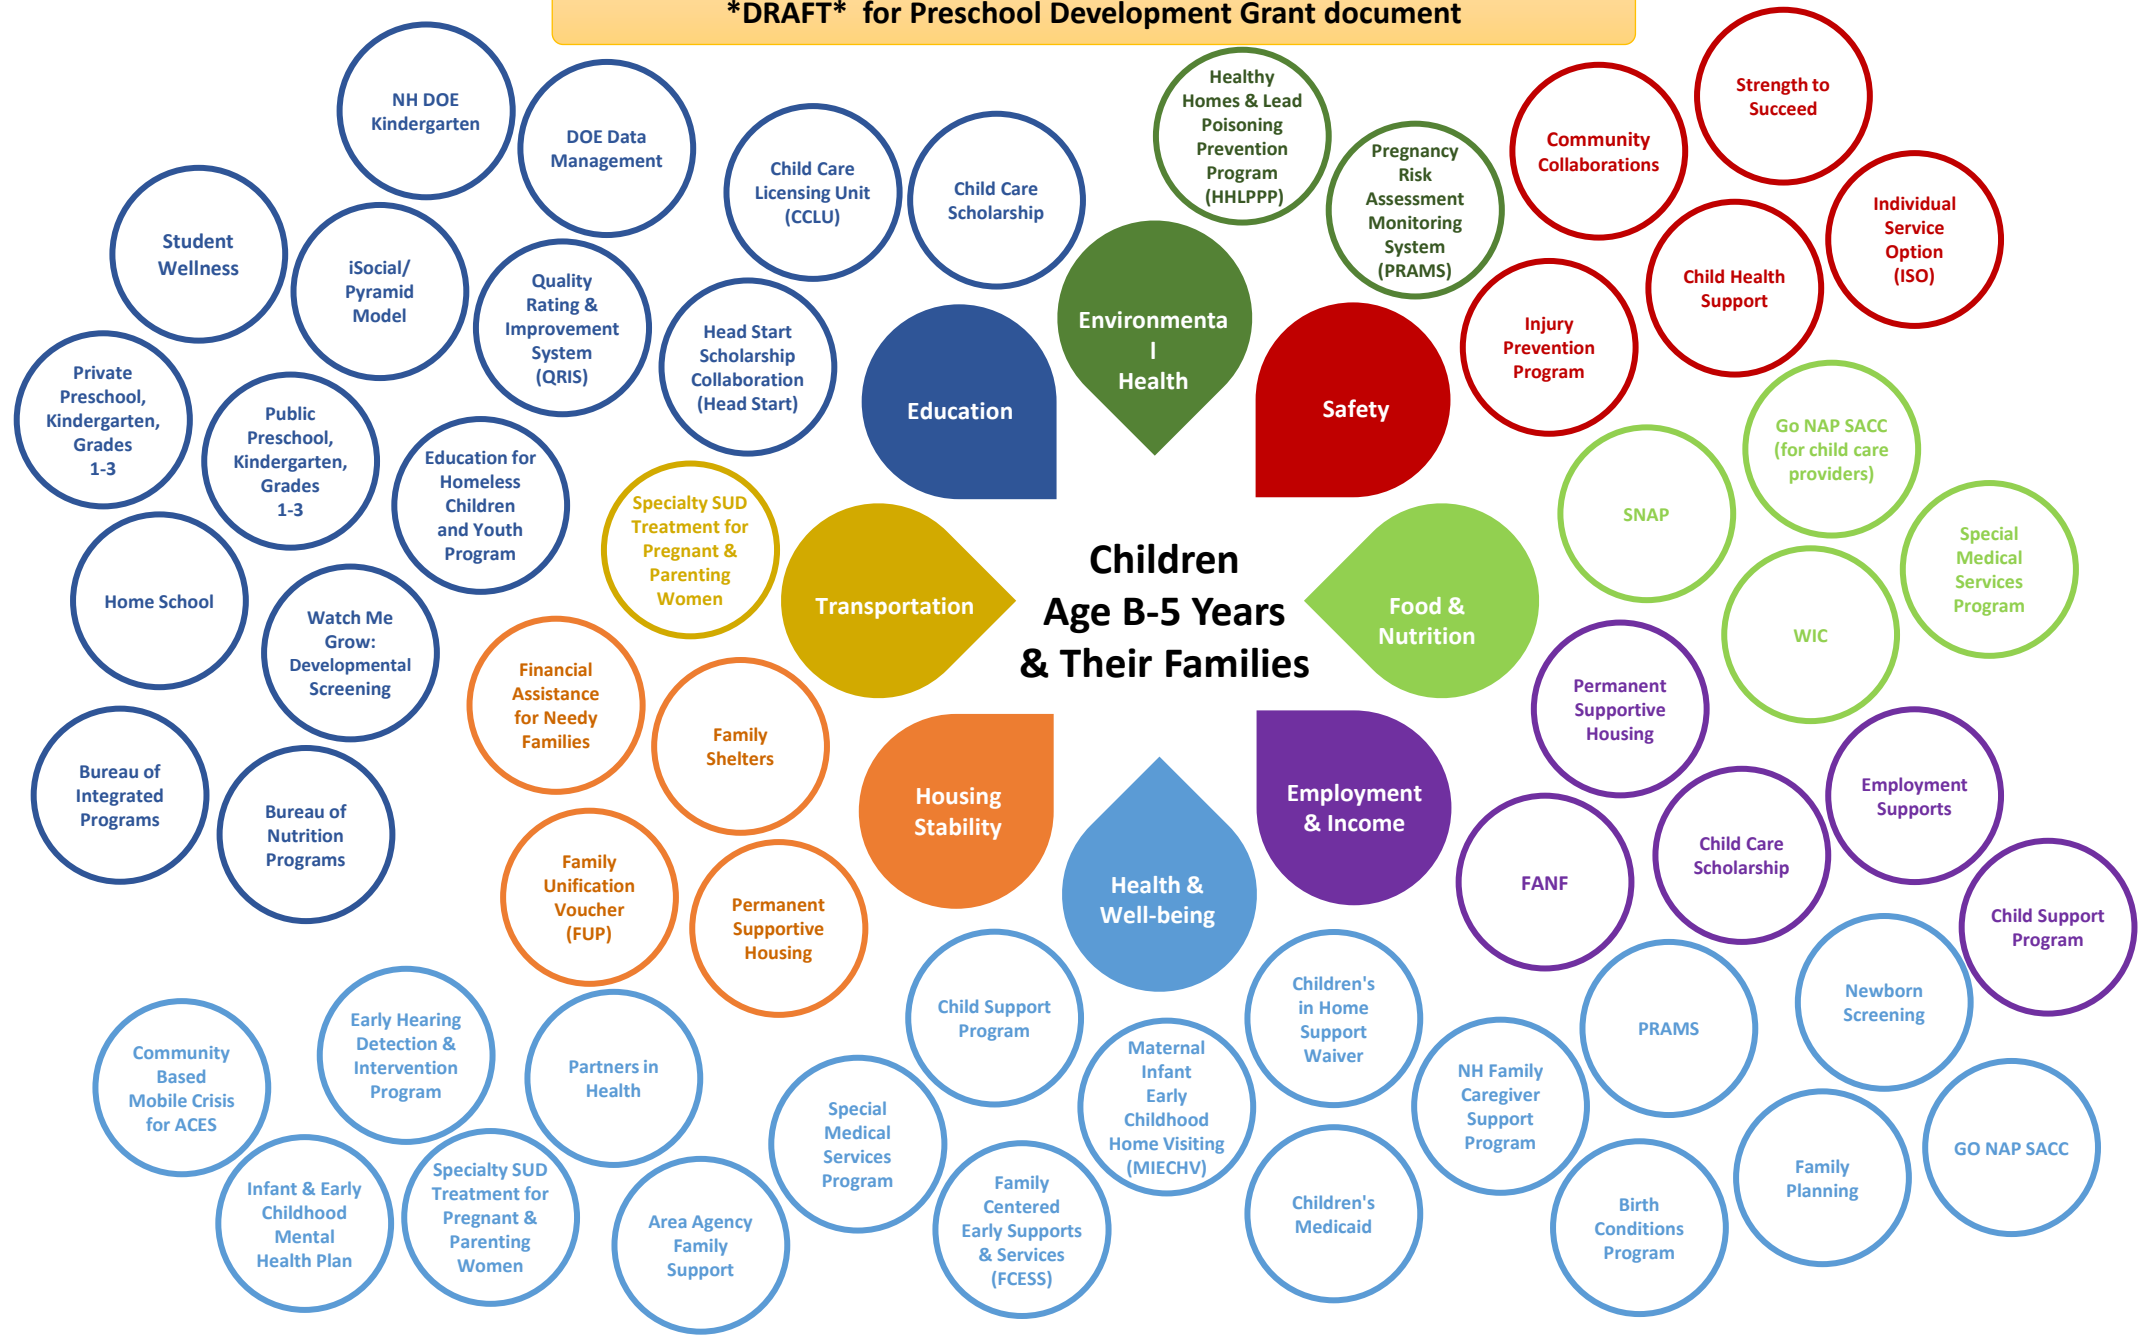 *DRAFT* for Preschool Development Grant document
NH DOE
Kindergarten
DOE Data
Management
Child Care
Licensing Unit
(CCLU)
Child Care
Scholarship
Student
Wellness
iSocial/
Pyramid
Model
Quality
Rating &
Improvement
System
(QRIS)
Head Start
Scholarship
Collaboration
(Head Start)
Private
Preschool,
Kindergarten,
Grades
1-3
Public
Preschool,
Kindergarten,
Grades
1-3
Education for
Homeless
Children
and Youth
Program
Home School
Watch Me
Grow:
Developmental
Screening
Bureau of
Integrated
Programs
Bureau of
Nutrition
Programs
Education
Healthy
Homes & Lead
Poisoning
Prevention
Program
(HHLPPP)
Pregnancy
Risk
Assessment
Monitoring
System
(PRAMS)
Environmenta
l
Health
Community
Collaborations
Strength to
Succeed
Individual
Service
Option
(ISO)
Child Health
Support
Injury
Prevention
Program
Safety
Specialty SUD
Treatment for
Pregnant &
Parenting
Women
Transportation
Children
Age B-5 Years
& Their Families
Food &
Nutrition
SNAP
Go NAP SACC
(for child care
providers)
Special
Medical
Services
Program
WIC
Financial
Assistance
for Needy
Families
Family
Shelters
Family
Unification
Voucher
(FUP)
Permanent
Supportive
Housing
Housing
Stability
Health &
Well-being
Employment
& Income
Permanent
Supportive
Housing
FANF
Child Care
Scholarship
Employment
Supports
Child Support
Program
Community
Based
Mobile Crisis
for ACES
Early Hearing
Detection &
Intervention
Program
Partners in
Health
Infant & Early
Childhood
Mental
Health Plan
Specialty SUD
Treatment for
Pregnant &
Parenting
Women
Area Agency
Family
Support
Special
Medical
Services
Program
Child Support
Program
Family
Centered
Early Supports
& Services
(FCESS)
Maternal
Infant
Early
Childhood
Home Visiting
(MIECHV)
Children's
in Home
Support
Waiver
Children's
Medicaid
NH Family
Caregiver
Support
Program
PRAMS
Birth
Conditions
Program
Newborn
Screening
Family
Planning
GO NAP SACC